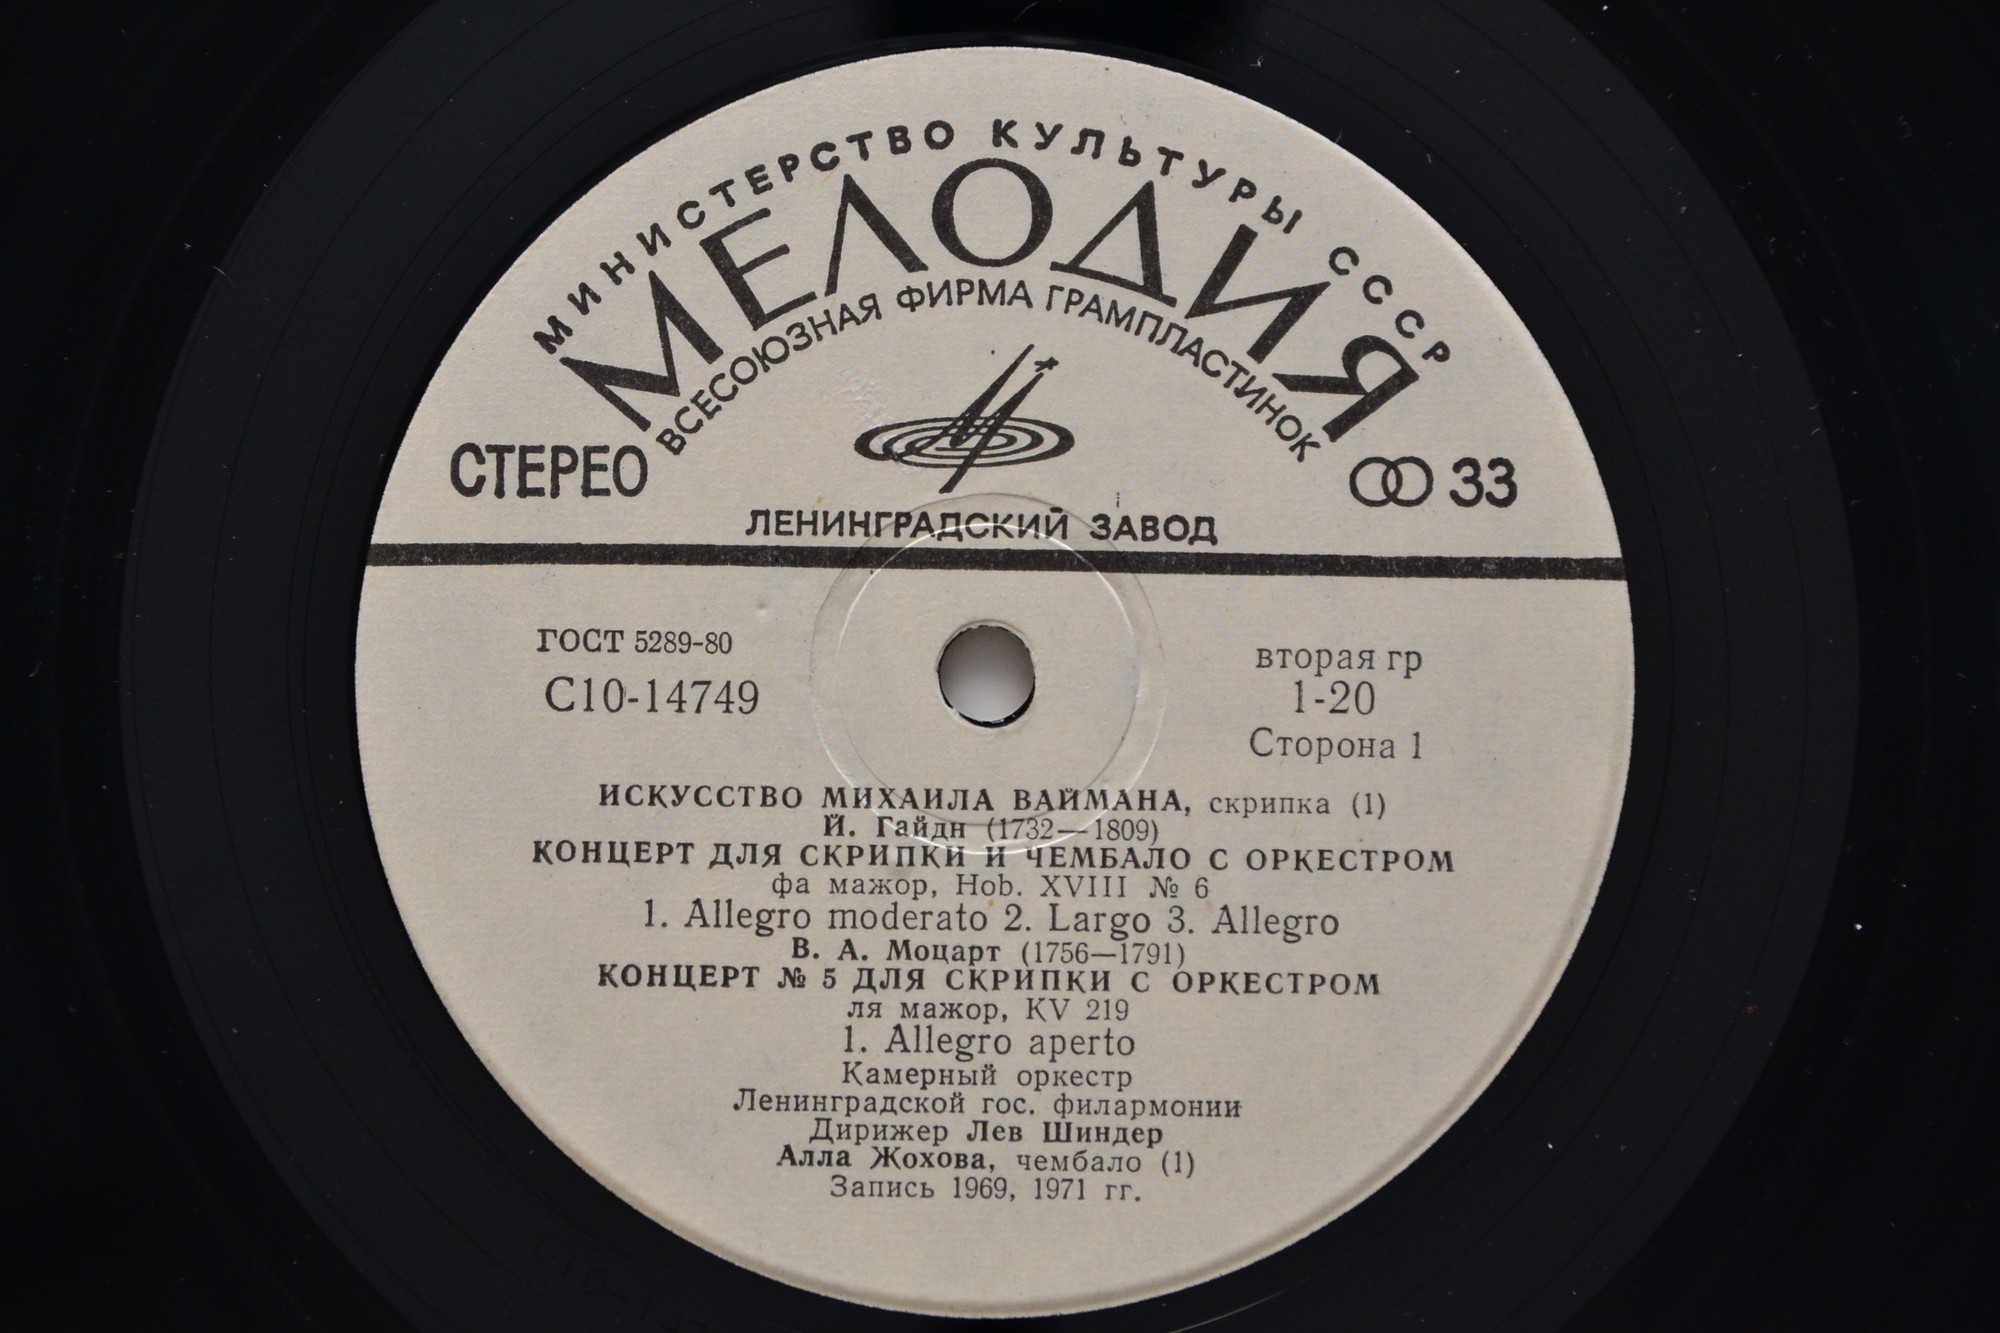 МИНИСТЕРСТВО КУЛЬТУРЫ СССР
МЕЛОДИЯ
ВСЕСОЮЗНАЯ ФИРМА ГРАМПЛАСТИНОК
СТЕРЕО
33
ЛЕНИНГРАДСКИЙ ЗАВОД
ГОСТ 5289-80
С10-14749
вторая гр
1-20
Сторона 1
ИСКУССТВО МИХАИЛА ВАЙМАНА, скрипка (1)
Й. Гайдн (1732—1809)
КОНЦЕРТ ДЛЯ СКРИПКИ И ЧЕМБАЛО С ОРКЕСТРОМ
фа мажор, Hob. XVIII № 6
1. Allegro moderato 2. Largo 3. Allegro
В. А. Моцарт (1756—1791)
КОНЦЕРТ № 5 ДЛЯ СКРИПКИ С ОРКЕСТРОМ
ля мажор, KV 219
1. Allegro aperto
Камерный оркестр
Ленинградской гос. филармонии
Дирижер Лев Шиндер
Алла Жохова, чембало (1)
Запись 1969, 1971 гг.